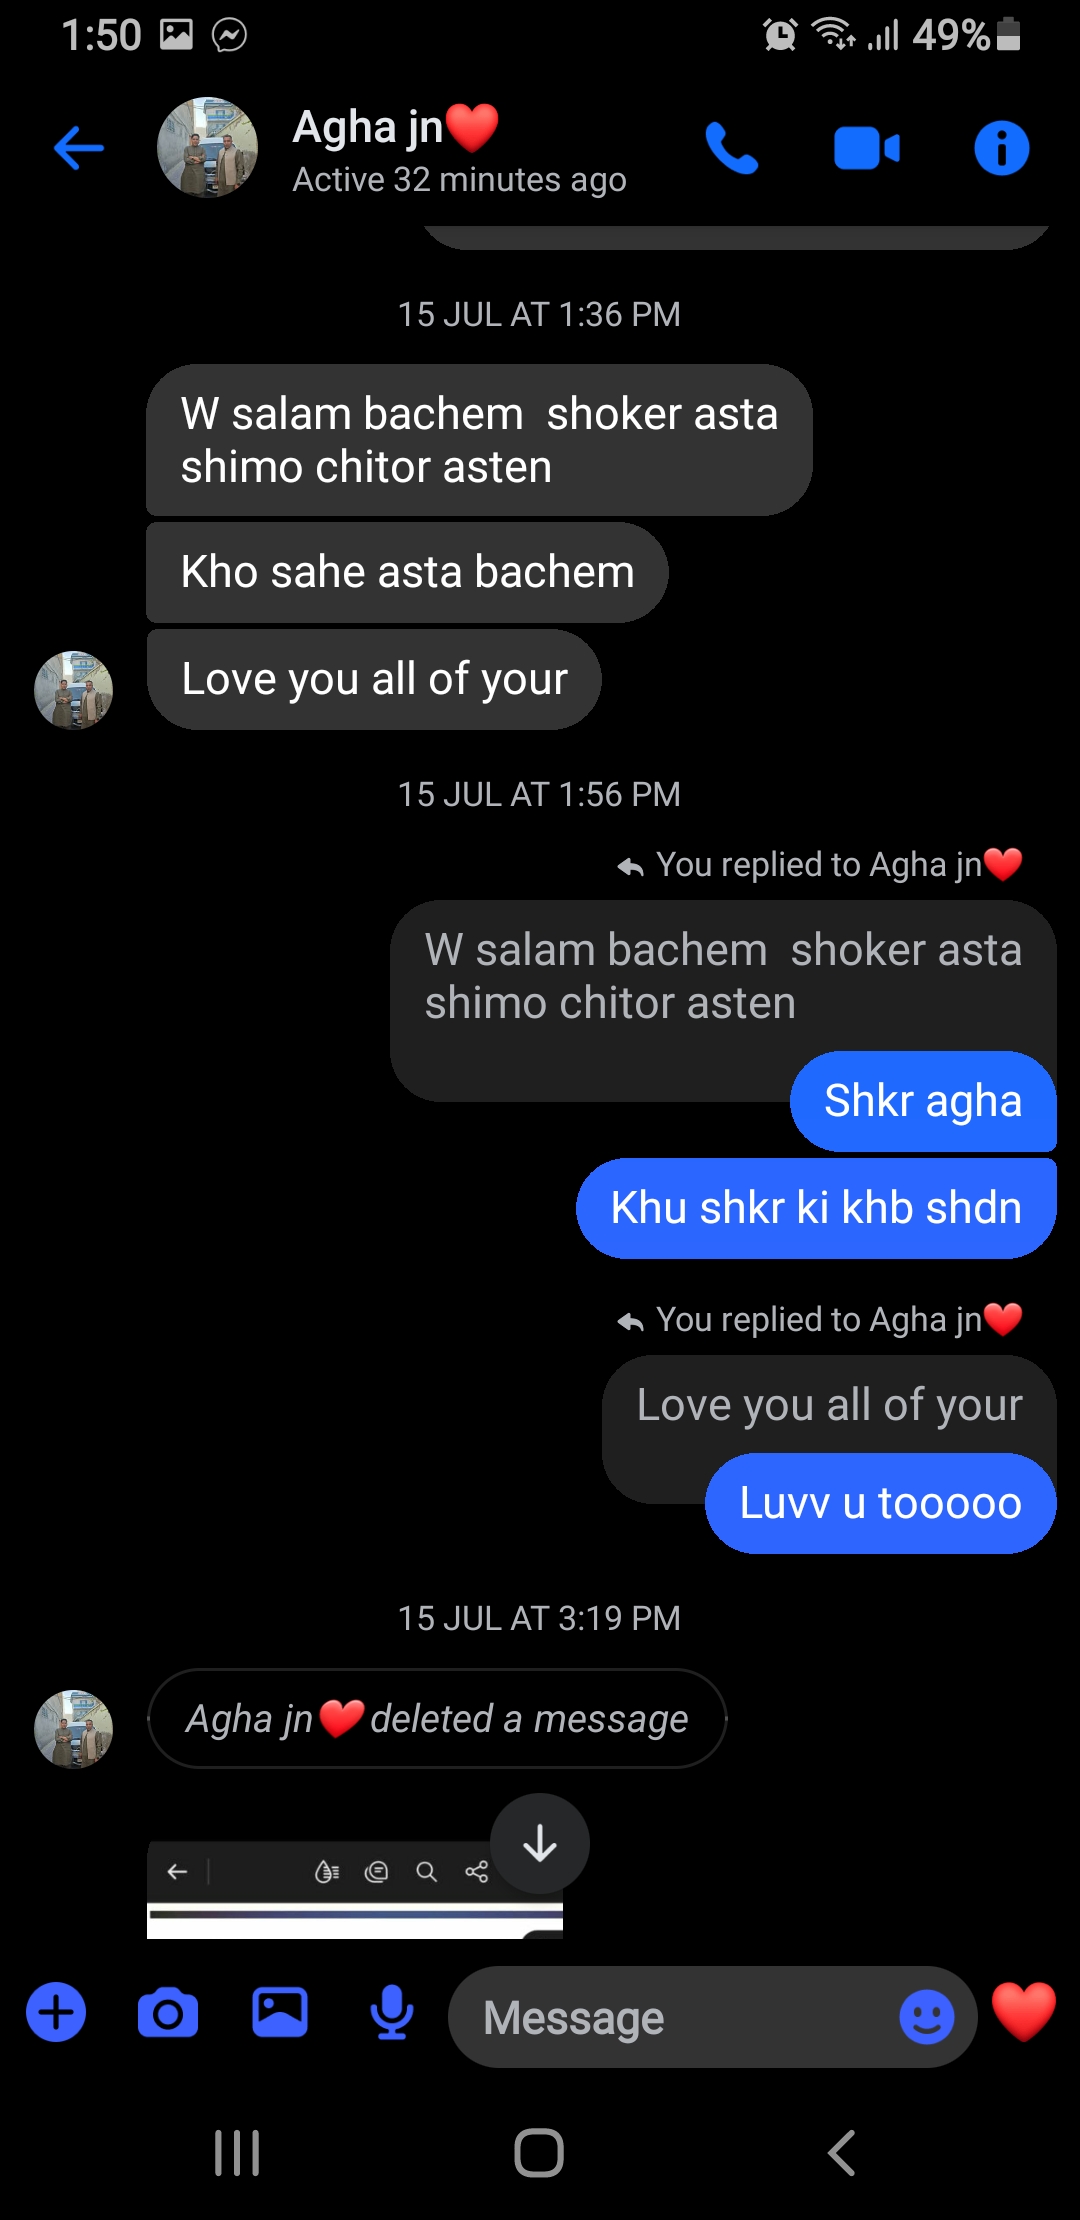 1:50
49%
Agha jn❤️
Active 32 minutes ago
15 JUL AT 1:36 PM
W salam bachem  shoker asta
shimo chitor asten
Kho sahe asta bachem
Love you all of your
15 JUL AT 1:56 PM
You replied to Agha jn❤️
W salam bachem  shoker asta
shimo chitor asten
Shkr agha
Khu shkr ki khb shdn
You replied to Agha jn❤️
Love you all of your
Luvv u tooooo
15 JUL AT 3:19 PM
Agha jn❤️ deleted a message
Message